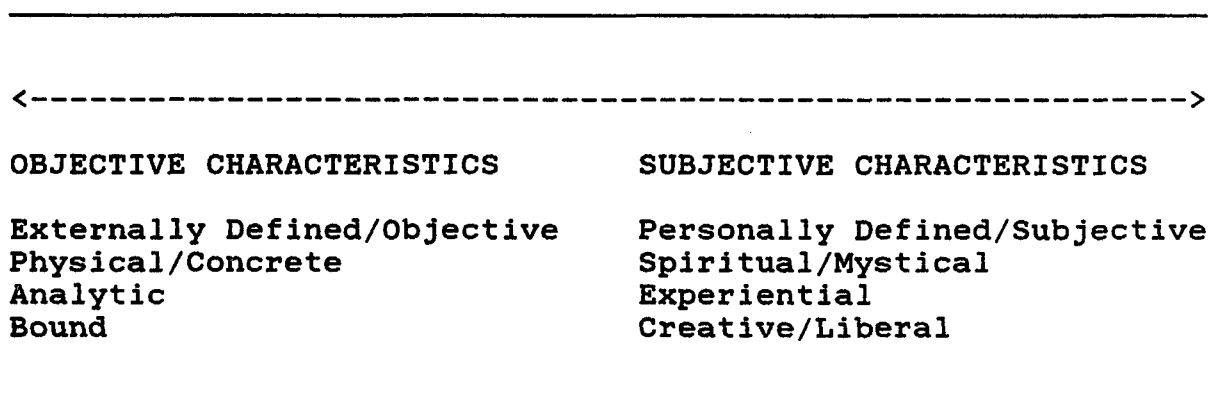 <------------------------------------------------------------>
OBJECTIVE CHARACTERISTICS SUBJECTIVE CHARACTERISTICS
Externally Defined/Objective Personally Defined/Subjective
Physical/Concrete Spiritual/Mystical
Analytic Experiential
Bound Creative/Liberal